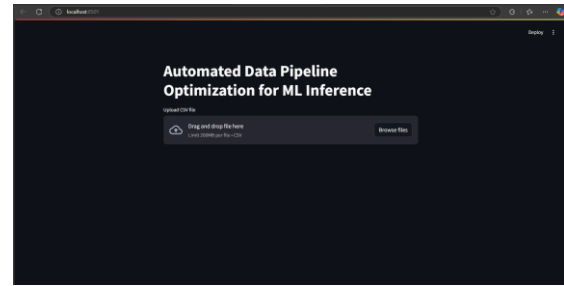 localhost:8501
Deploy
Automated Data Pipeline
Optimization for ML Inference
Upload CSV file
Drag and drop file here
Limit 200MB per file • CSV
Browse files